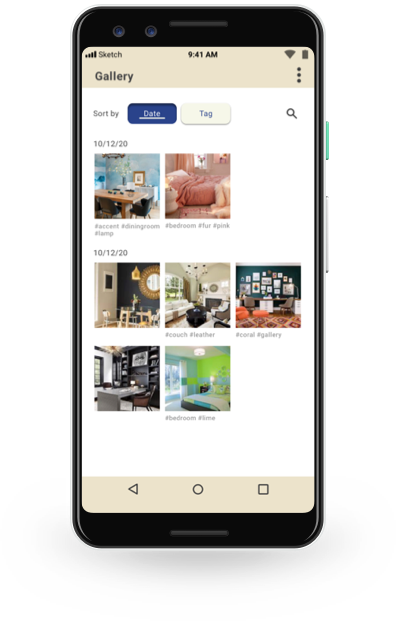 Sketch 9:41 AM
Gallery
Sort by Date Tag
10/12/20
#accent #diningroom #bedroom #fur #pink
#lamp
10/12/20
#couch #leather #coral #gallery
#bedroom #lime